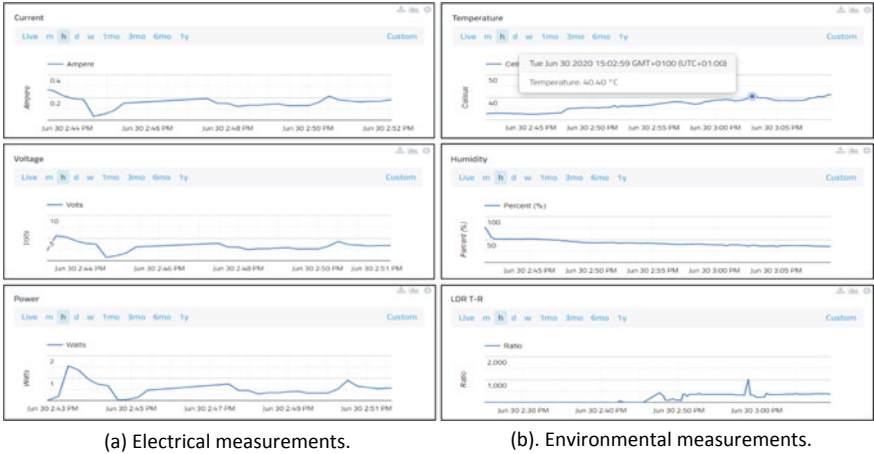 Current
Live m h d w 1mo 3mo 6mo 1y Custom
Ampere
Ampere
0.4
0.2
Jun 30 2:44 PM Jun 30 2:46 PM Jun 30 2:48 PM Jun 30 2:50 PM Jun 30 2:52 PM
Voltage
Live m h d w 1mo 3mo 6mo 1y Custom
Volts
Volts
10
5
Jun 30 2:44 PM Jun 30 2:46 PM Jun 30 2:48 PM Jun 30 2:50 PM Jun 30 2:51 PM
Power
Live m h d w 1mo 3mo 6mo 1y Custom
Watts
Watts
2
1
Jun 30 2:43 PM Jun 30 2:45 PM Jun 30 2:47 PM Jun 30 2:49 PM Jun 30 2:51 PM
(a) Electrical measurements.
Temperature
Live m h d w 1mo 3mo 6mo 1y Custom
Tue Jun 30 2020 15:02:59 GMT+0100 (UTC+01:00)
Temperature: 40.40 °C
Celsius
50
40
Jun 30 2:45 PM Jun 30 2:50 PM Jun 30 2:55 PM Jun 30 3:00 PM Jun 30 3:05 PM
Humidity
Live m h d w 1mo 3mo 6mo 1y Custom
Percent (%)
Percent (%)
100
50
Jun 30 2:45 PM Jun 30 2:50 PM Jun 30 2:55 PM Jun 30 3:00 PM Jun 30 3:05 PM
LDR T-R
Live m h d w 1mo 3mo 6mo 1y Custom
Ratio
Ratio
2,000
1,000
Jun 30 2:30 PM Jun 30 2:40 PM Jun 30 2:50 PM Jun 30 3:00 PM
(b). Environmental measurements.